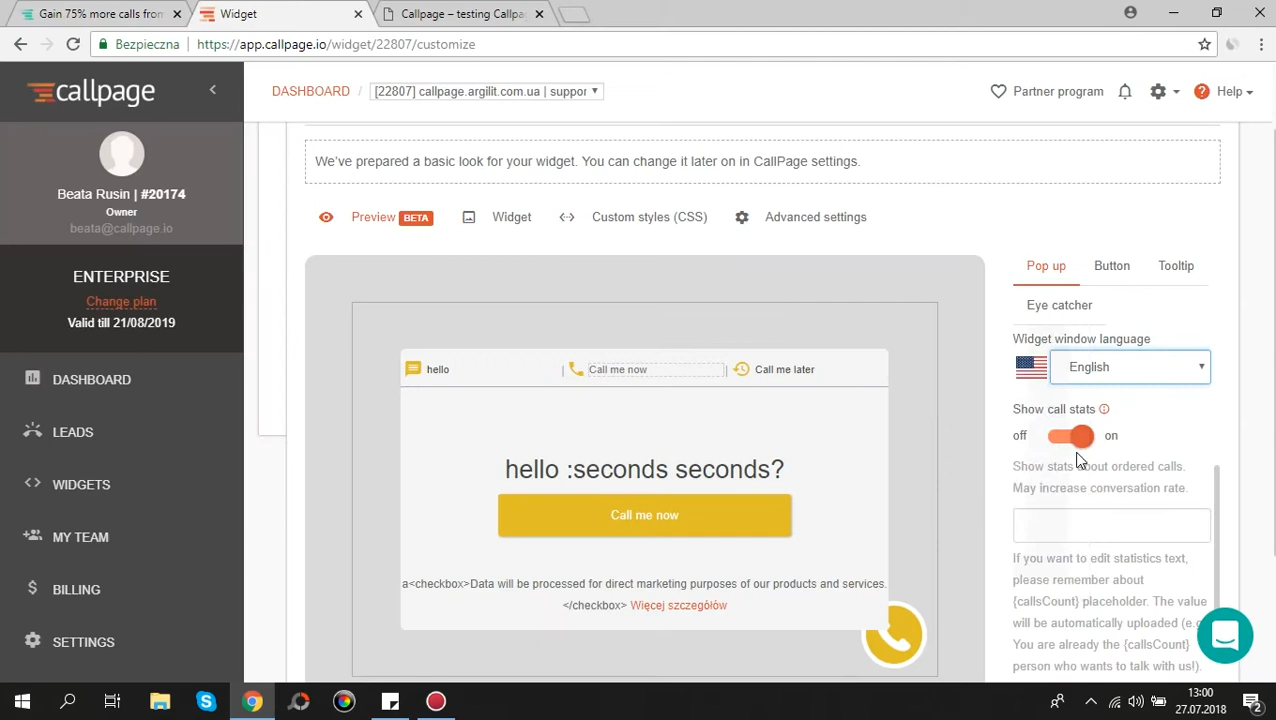 Gain 75% more calls from
Widget
Callpage – testing Callpa
Bezpieczna
https://app.callpage.io/widget/22807/customize
callpage
DASHBOARD / [22807] callpage.argilit.com.ua | suppor
Partner program
Help
Beata Rusin | #20174
Owner
beata@callpage.io
ENTERPRISE
Change plan
Valid till 21/08/2019
DASHBOARD
LEADS
WIDGETS
MY TEAM
BILLING
SETTINGS
We've prepared a basic look for your widget. You can change it later on in CallPage settings.
Preview BETA
Widget
Custom styles (CSS)
Advanced settings
hello
| Call me now
| Call me later
hello :seconds seconds?
Call me now
a<checkbox>Data will be processed for direct marketing purposes of our products and services.
</checkbox> Więcej szczegółów
Pop up
Button
Tooltip
Eye catcher
Widget window language
English
Show call stats
off
on
Show stats about ordered calls.
May increase conversation rate.
If you want to edit statistics text,
please remember about
{callsCount} placeholder. The value
will be automatically uploaded (e.g
You are already the {callsCount}
person who wants to talk with us!).
13:00
27.07.2018
2